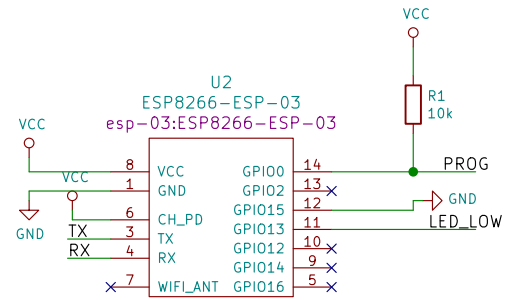 VCC
U2
ESP8266-ESP-03
esp-03:ESP8266-ESP-03
R1
10k
VCC
8 VCC GPIO0 14 PROG
VCC
1 GND GPIO2 13
GPIO15 12 GND
6 CH_PD
GND
TX 3 TX GPIO13 11 LED_LOW
RX 4 RX GPIO12 10
GPIO14 9
7 WIFI_ANT GPIO16 5